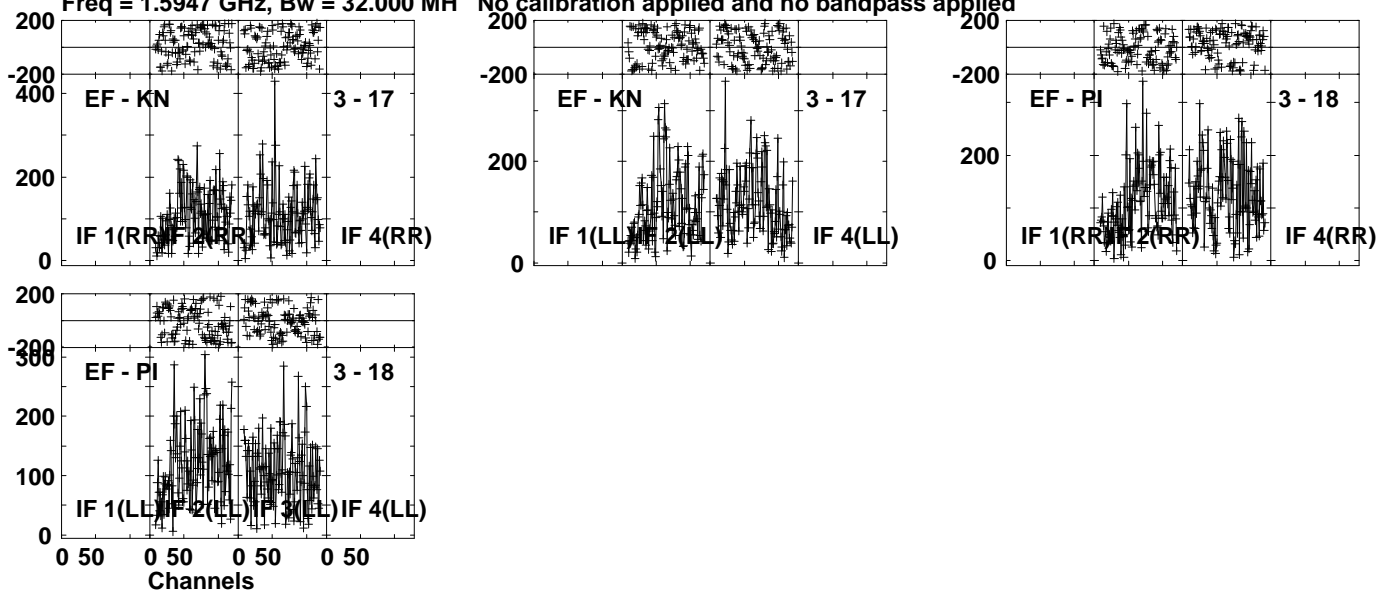 Freq = 1.5947 GHz, Bw = 32.000 MH No calibration applied and no bandpass applied
200
-200
400
200
0
EF - KN
3 - 17
IF 1(RR) IF 2(RR)
IF 4(RR)
200
-200
200
0
EF - KN
3 - 17
IF 1(LL) IF 2(LL)
IF 4(LL)
200
-200
200
0
EF - PI
3 - 18
IF 1(RR) IF 2(RR)
IF 4(RR)
200
-200
300
200
100
0
EF - PI
3 - 18
IF 1(LL) IF 2(LL) IF 3(LL) IF 4(LL)
0 50 0 50 0 50 0 50
Channels